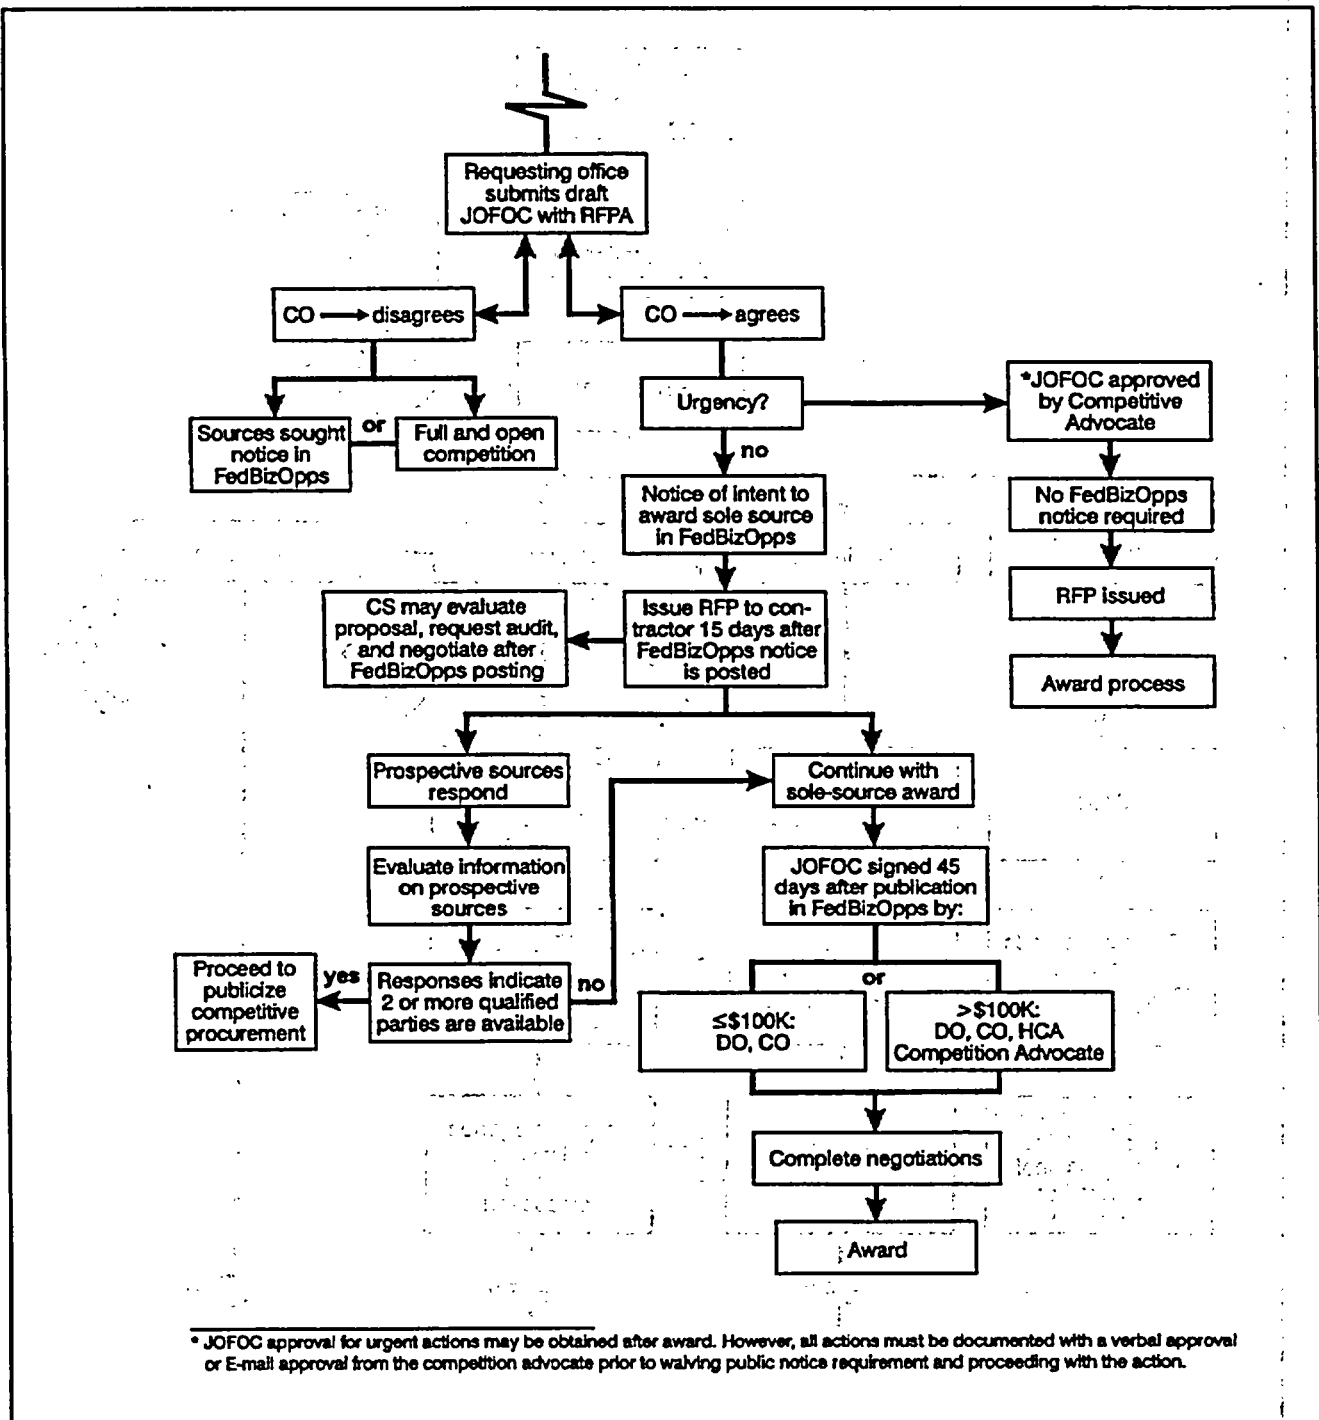 Requesting office
submits draft
JOFOC with RFPA
CO → disagrees
CO → agrees
Sources sought
notice in
FedBizOpps
or
Full and open
competition
Urgency?
*JOFOC approved
by Competitive
Advocate
no
No FedBizOpps
notice required
Notice of intent to
award sole source
in FedBizOpps
RFP issued
CS may evaluate
proposal, request audit,
and negotiate after
FedBizOpps posting
Issue RFP to con-
tractor 15 days after
FedBizOpps notice
is posted
Award process
Prospective sources
respond
Continue with
sole-source award
Evaluate information
on prospective
sources
JOFOC signed 45
days after publication
in FedBizOpps by:
Proceed to
publicize
competitive
procurement
yes
Responses indicate
2 or more qualified
parties are available
no
or
≤$100K:
DO, CO
>$100K:
DO, CO, HCA
Competition Advocate
Complete negotiations
Award
* JOFOC approval for urgent actions may be obtained after award. However, all actions must be documented with a verbal approval
or E-mail approval from the competition advocate prior to waiving public notice requirement and proceeding with the action.